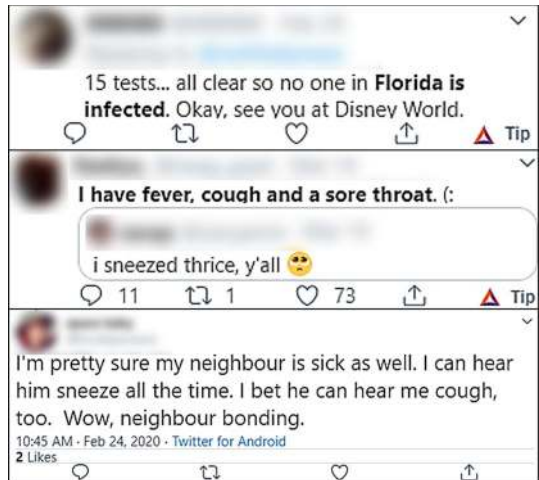 15 tests... all clear so no one in Florida is
infected. Okay, see you at Disney World.
Tip
I have fever, cough and a sore throat. (:
i sneezed thrice, y'all 🥺
11 1 73 Tip
I'm pretty sure my neighbour is sick as well. I can hear
him sneeze all the time. I bet he can hear me cough,
too. Wow, neighbour bonding.
10:45 AM · Feb 24, 2020 · Twitter for Android
2 Likes